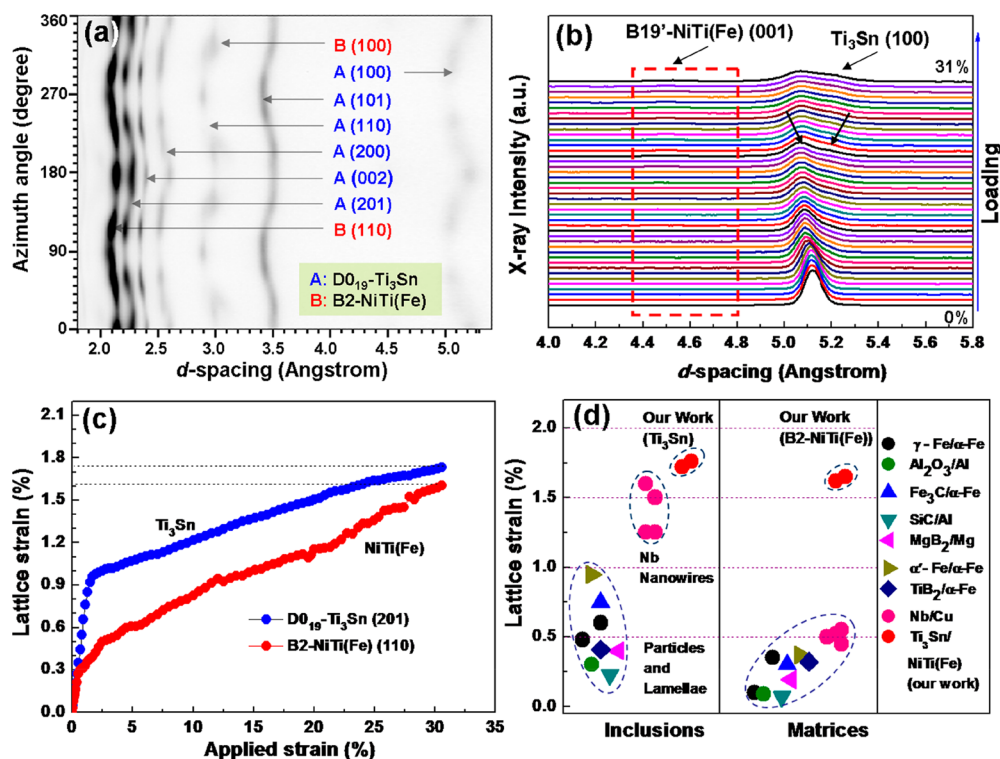 (a)
Azimuth angle (degree)
360
270
180
90
0
B (100)
A (100)
A (101)
A (110)
A (200)
A (002)
A (201)
B (110)
A: D0₁₉-Ti₃Sn
B: B2-NiTi(Fe)
2.0 2.5 3.0 3.5 4.0 4.5 5.0
d-spacing (Angstrom)
(b)
B19'-NiTi(Fe) (001)
Ti₃Sn (100)
31%
0%
X-ray Intensity (a.u.)
Loading
4.0 4.2 4.4 4.6 4.8 5.0 5.2 5.4 5.6 5.8
d-spacing (Angstrom)
(c)
Lattice strain (%)
2.1
1.8
1.5
1.2
0.9
0.6
0.3
0.0
Ti₃Sn
NiTi(Fe)
D0₁₉-Ti₃Sn (201)
B2-NiTi(Fe) (110)
0 5 10 15 20 25 30 35
Applied strain (%)
(d)
Lattice strain (%)
2.0
1.5
1.0
0.5
0.0
Our Work
(Ti₃Sn)
Nb
Nanowires
Particles
and
Lamellae
Inclusions
Our Work
(B2-NiTi(Fe))
Matrices
γ - Fe/α-Fe
Al₂O₃/Al
Fe₃C/α-Fe
SiC/Al
MgB₂/Mg
α'- Fe/α-Fe
TiB₂/α-Fe
Nb/Cu
Ti₃Sn/
NiTi(Fe)
(our work)